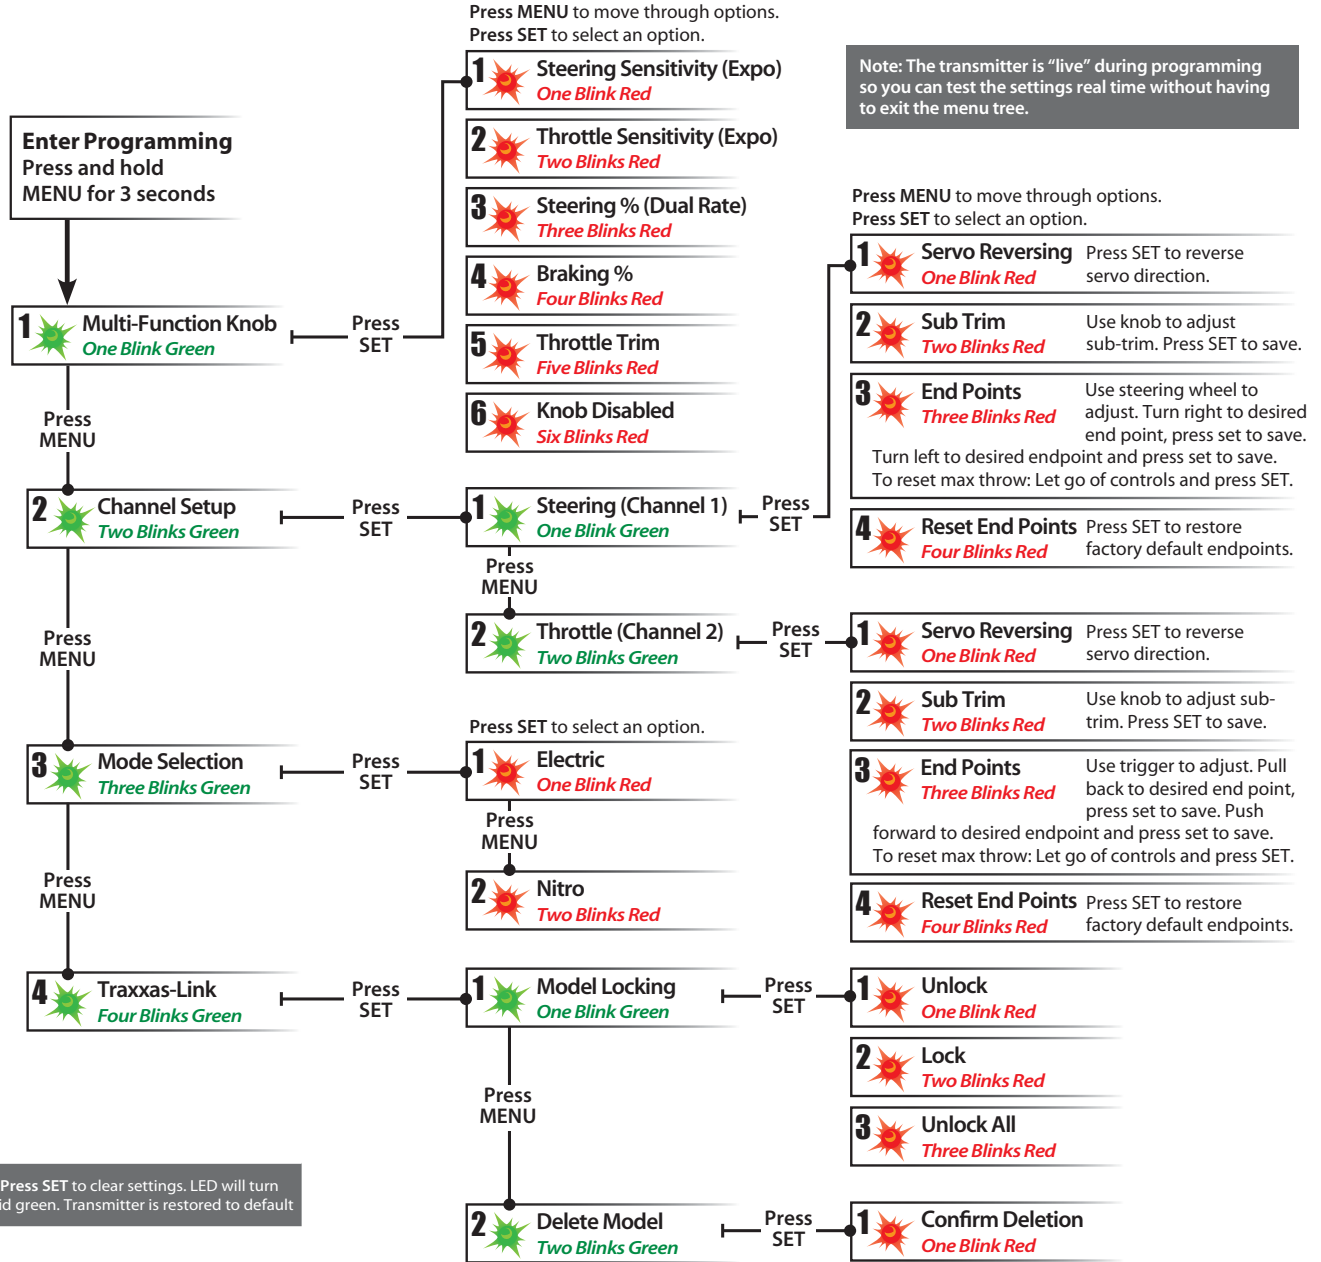 Press MENU to move through options.
Press SET to select an option.
1 Steering Sensitivity (Expo)
One Blink Red
2 Throttle Sensitivity (Expo)
Two Blinks Red
3 Steering % (Dual Rate)
Three Blinks Red
4 Braking %
Four Blinks Red
5 Throttle Trim
Five Blinks Red
6 Knob Disabled
Six Blinks Red
Note: The transmitter is “live” during programming
so you can test the settings real time without having
to exit the menu tree.
Enter Programming
Press and hold
MENU for 3 seconds
1 Multi-Function Knob
One Blink Green
Press
SET
Press
MENU
2 Channel Setup
Two Blinks Green
Press
SET
1 Steering (Channel 1)
One Blink Green
Press
SET
Press
MENU
2 Throttle (Channel 2)
Two Blinks Green
Press
SET
Press MENU to move through options.
Press SET to select an option.
1 Servo Reversing
One Blink Red
Press SET to reverse
servo direction.
2 Sub Trim
Two Blinks Red
Use knob to adjust
sub-trim. Press SET to save.
3 End Points
Three Blinks Red
Use steering wheel to
adjust. Turn right to desired
end point, press set to save.
Turn left to desired endpoint and press set to save.
To reset max throw: Let go of controls and press SET.
4 Reset End Points
Four Blinks Red
Press SET to restore
factory default endpoints.
1 Servo Reversing
One Blink Red
Press SET to reverse
servo direction.
2 Sub Trim
Two Blinks Red
Use knob to adjust sub-
trim. Press SET to save.
3 End Points
Three Blinks Red
Use trigger to adjust. Pull
back to desired end point,
press set to save. Push
forward to desired endpoint and press set to save.
To reset max throw: Let go of controls and press SET.
4 Reset End Points
Four Blinks Red
Press SET to restore
factory default endpoints.
Press
MENU
3 Mode Selection
Three Blinks Green
Press
SET
Press SET to select an option.
1 Electric
One Blink Red
Press
MENU
2 Nitro
Two Blinks Red
Press
MENU
4 Traxxas-Link
Four Blinks Green
Press
SET
1 Model Locking
One Blink Green
Press
SET
1 Unlock
One Blink Red
2 Lock
Two Blinks Red
3 Unlock All
Three Blinks Red
Press
MENU
2 Delete Model
Two Blinks Green
Press
SET
1 Confirm Deletion
One Blink Red
Press SET to clear settings. LED will turn
id green. Transmitter is restored to default